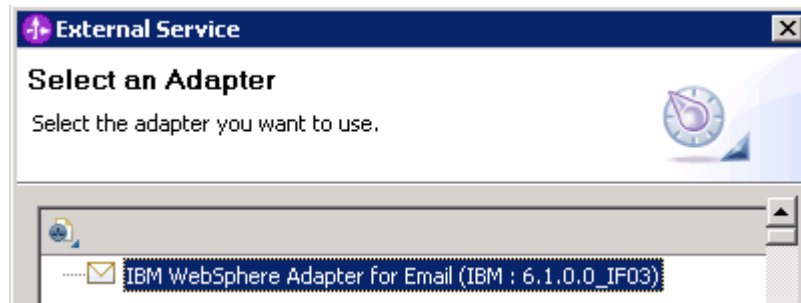 External Service
Select an Adapter
Select the adapter you want to use.
IBM WebSphere Adapter for Email (IBM : 6.1.0.0_IF03)